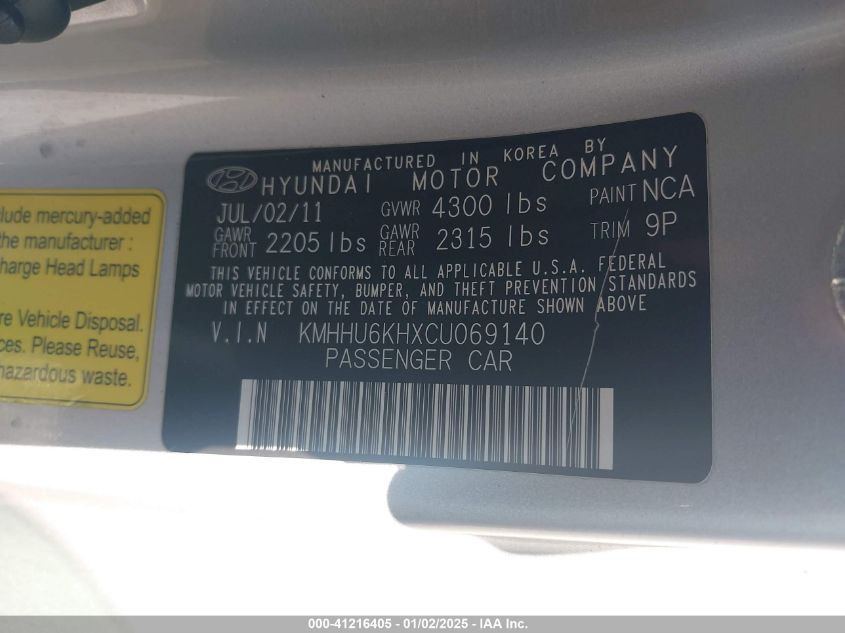 MANUFACTURED IN KOREA BY
HYUNDAI MOTOR COMPANY
JUL/02/11 GVWR 4300 lbs PAINT NCA
GAWR FRONT 2205 lbs GAWR REAR 2315 lbs TRIM 9P
THIS VEHICLE CONFORMS TO ALL APPLICABLE U.S.A. FEDERAL
MOTOR VEHICLE SAFETY, BUMPER, AND THEFT PREVENTION STANDARDS
IN EFFECT ON THE DATE OF MANUFACTURE SHOWN ABOVE
V.I.N KMHHU6KHXCU069140
PASSENGER CAR
clude mercury-added
the manufacturer :
charge Head Lamps
re Vehicle Disposal.
ces. Please Reuse,
hazardous waste.
000-41216405 - 01/02/2025 - IAA Inc.